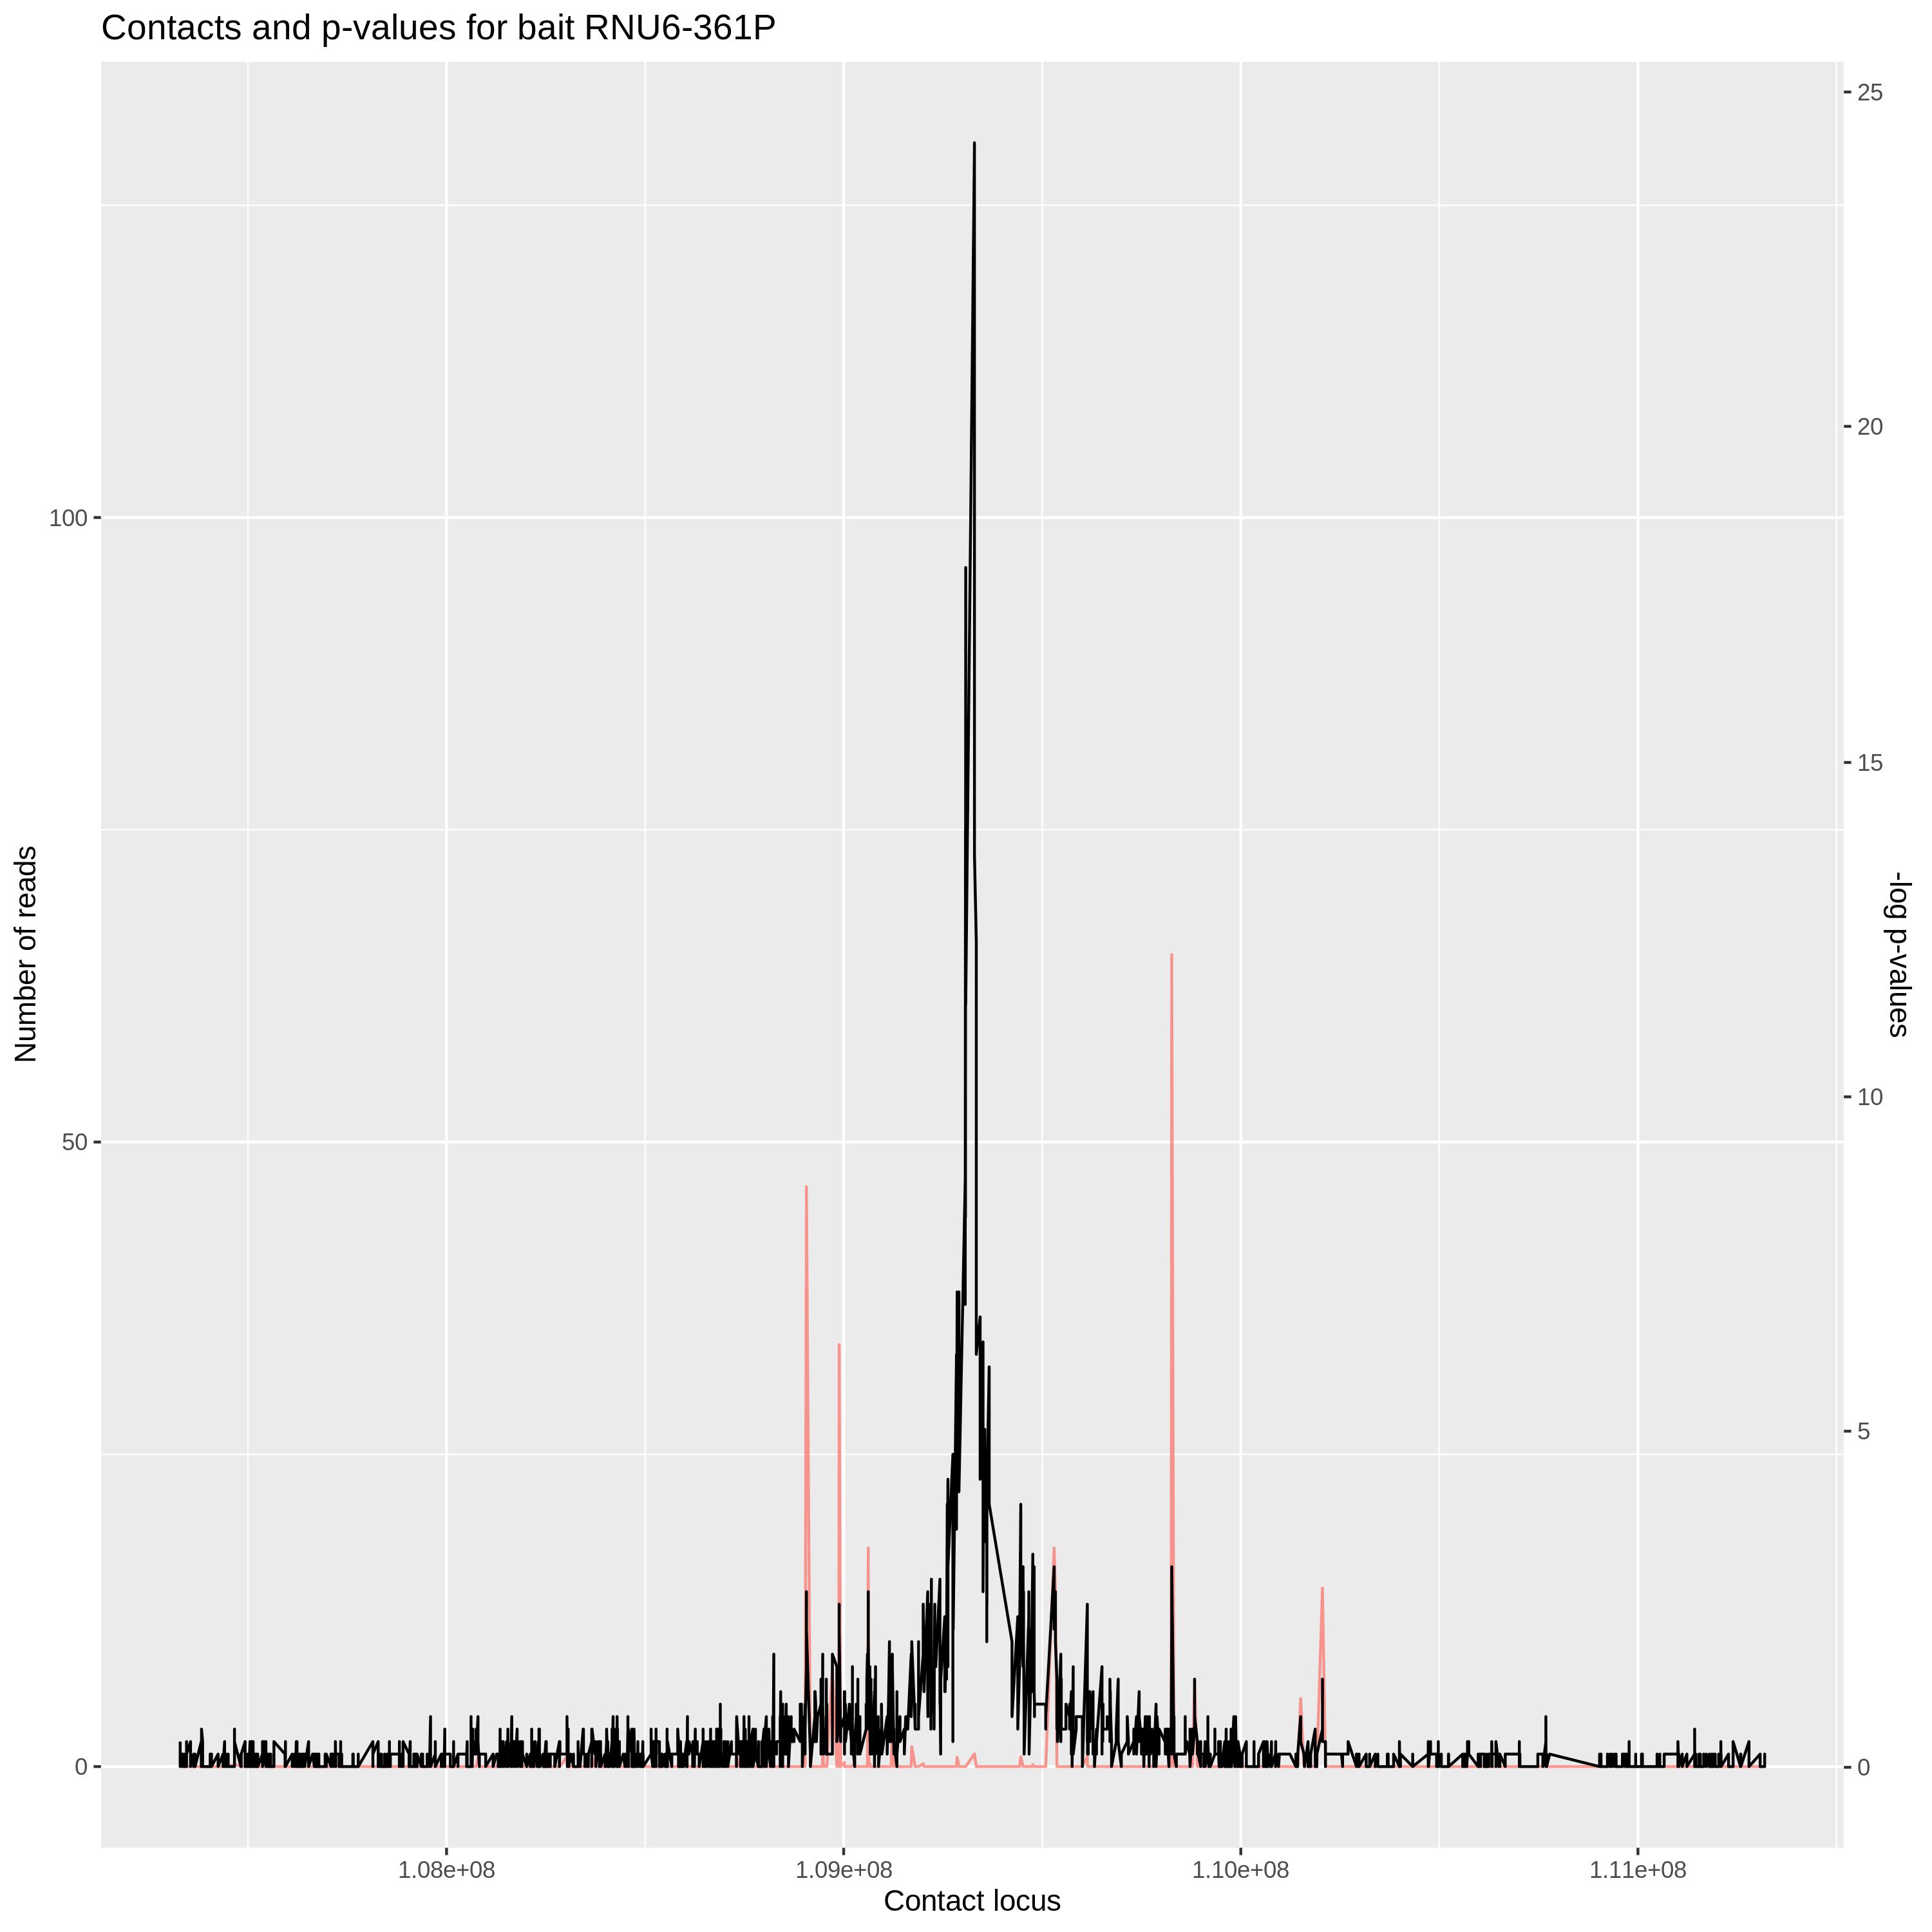 Contacts and p-values for bait RNU6-361P
Number of reads
100
50
0
25
20
15
10
5
0
-log p-values
1.08e+08
1.09e+08
1.10e+08
1.11e+08
Contact locus